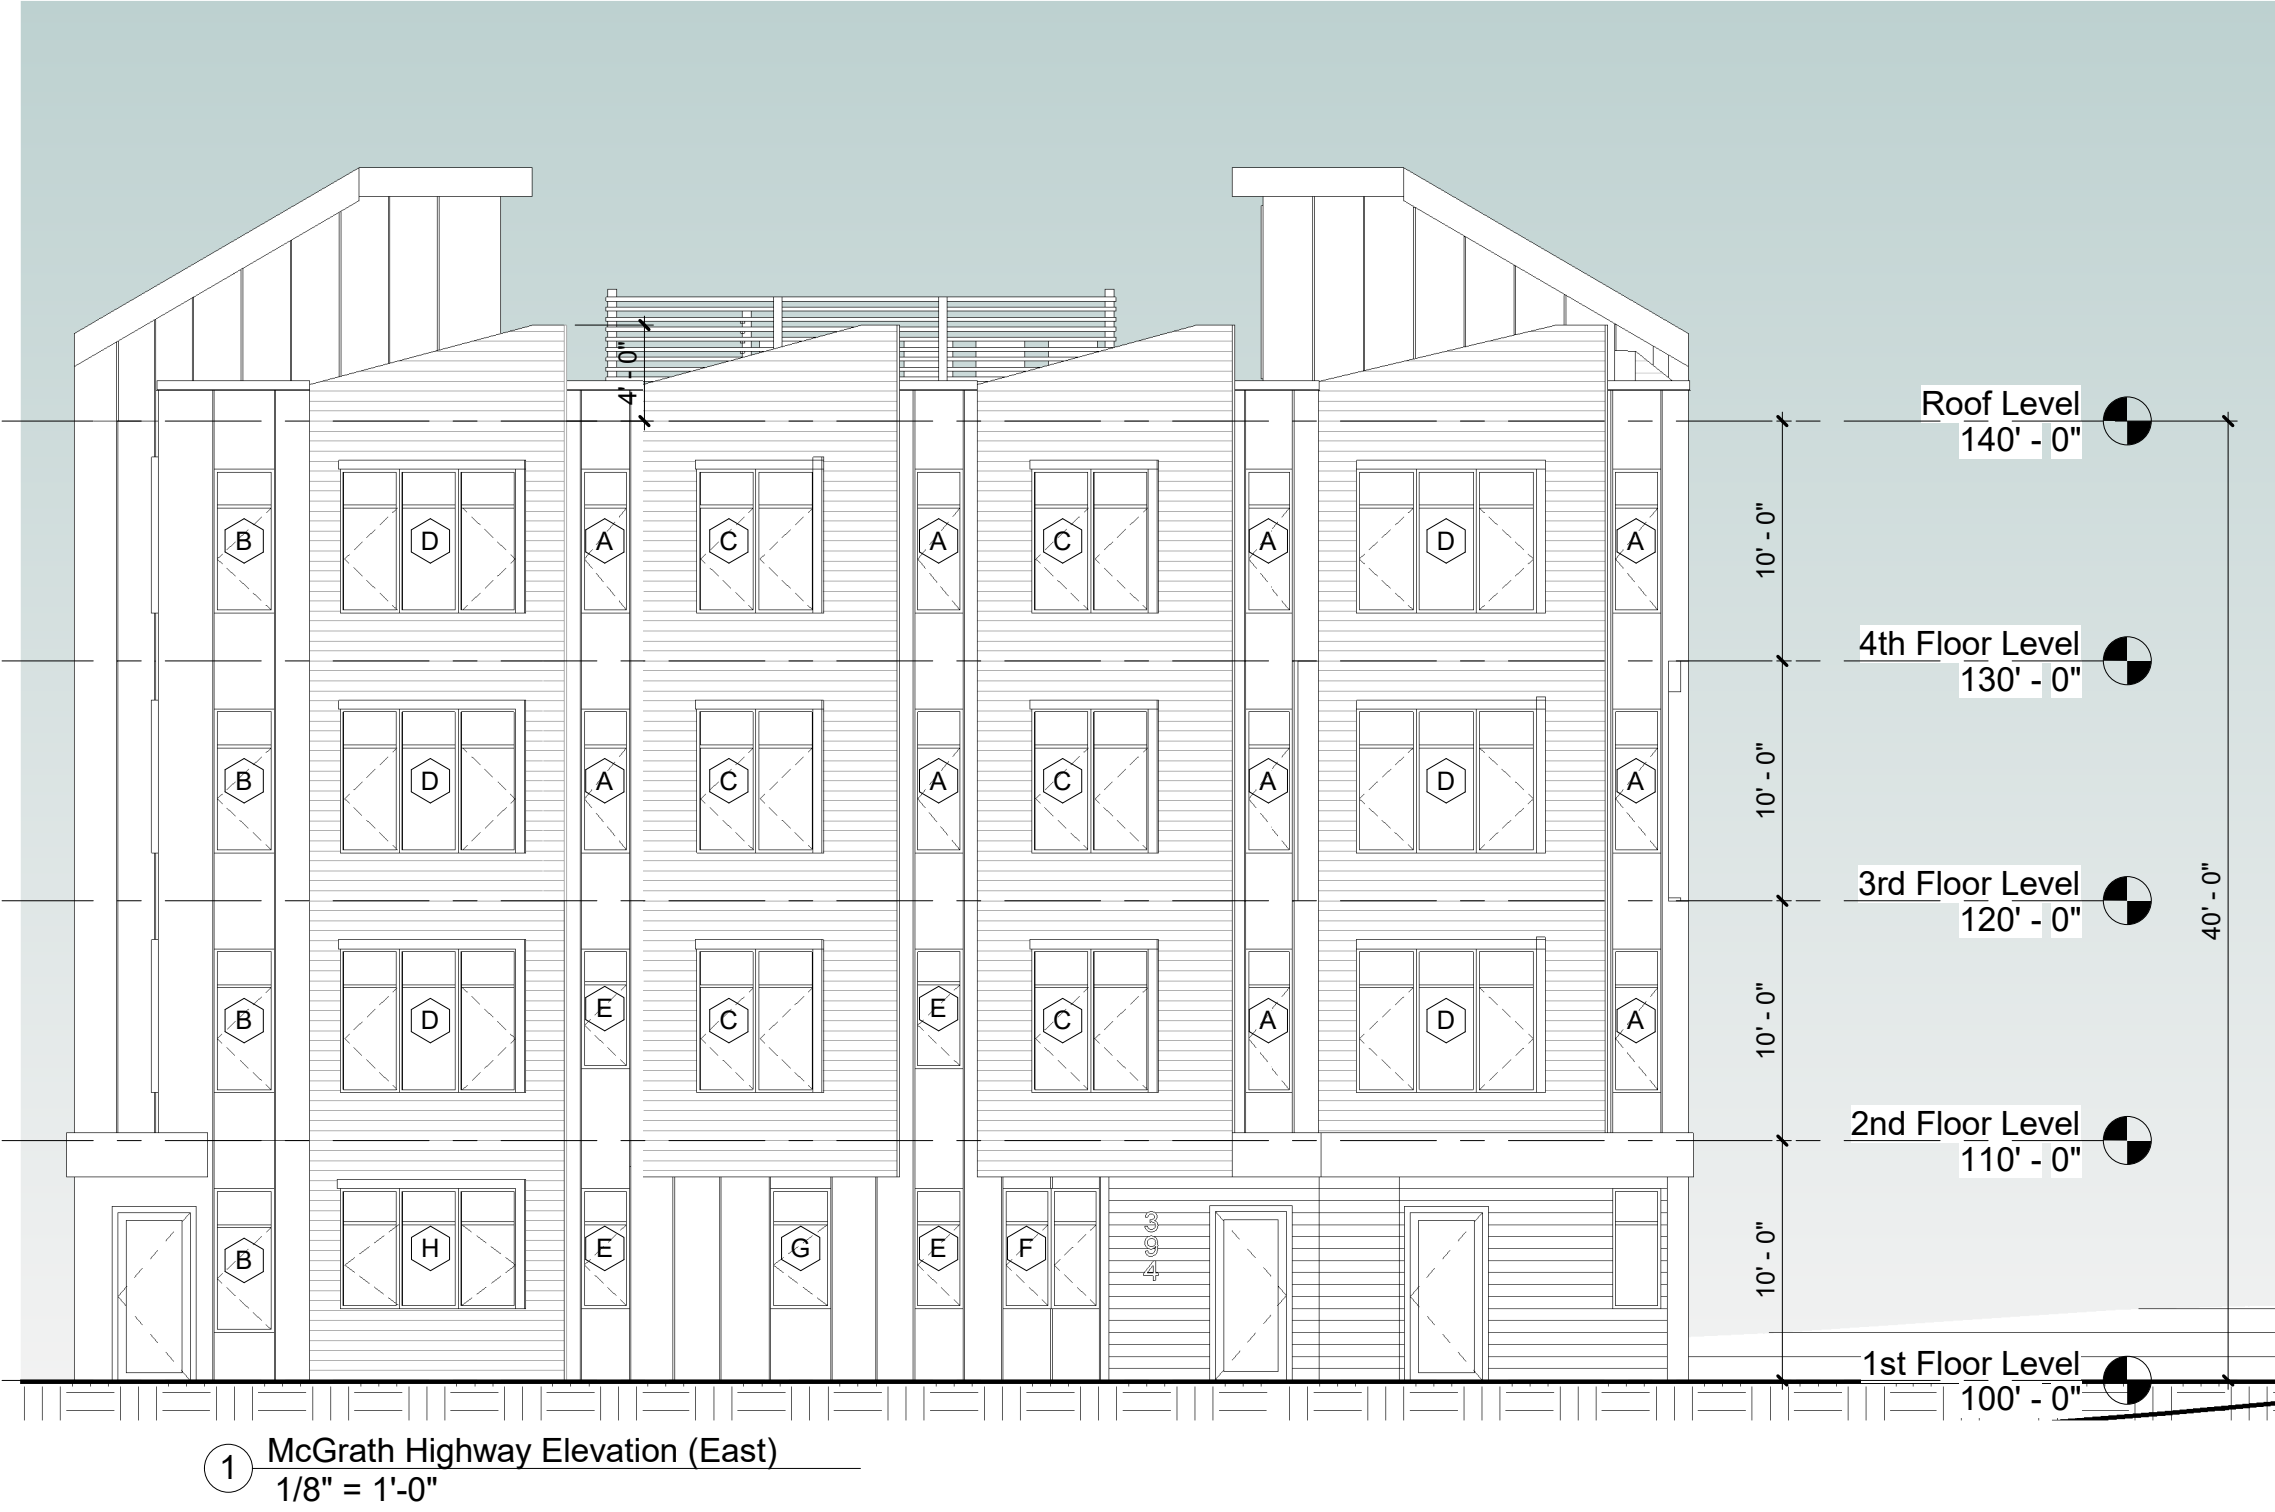 4' - 0"
Roof Level
140' - 0"
B D A C A C A D A
10' - 0"
4th Floor Level
130' - 0"
B D A C A C A D A
10' - 0"
3rd Floor Level
120' - 0"
40' - 0"
B D E C E C A D A
10' - 0"
2nd Floor Level
110' - 0"
B H E G E F
3
9
4
10' - 0"
1st Floor Level
100' - 0"
1 McGrath Highway Elevation (East)
1/8" = 1'-0"